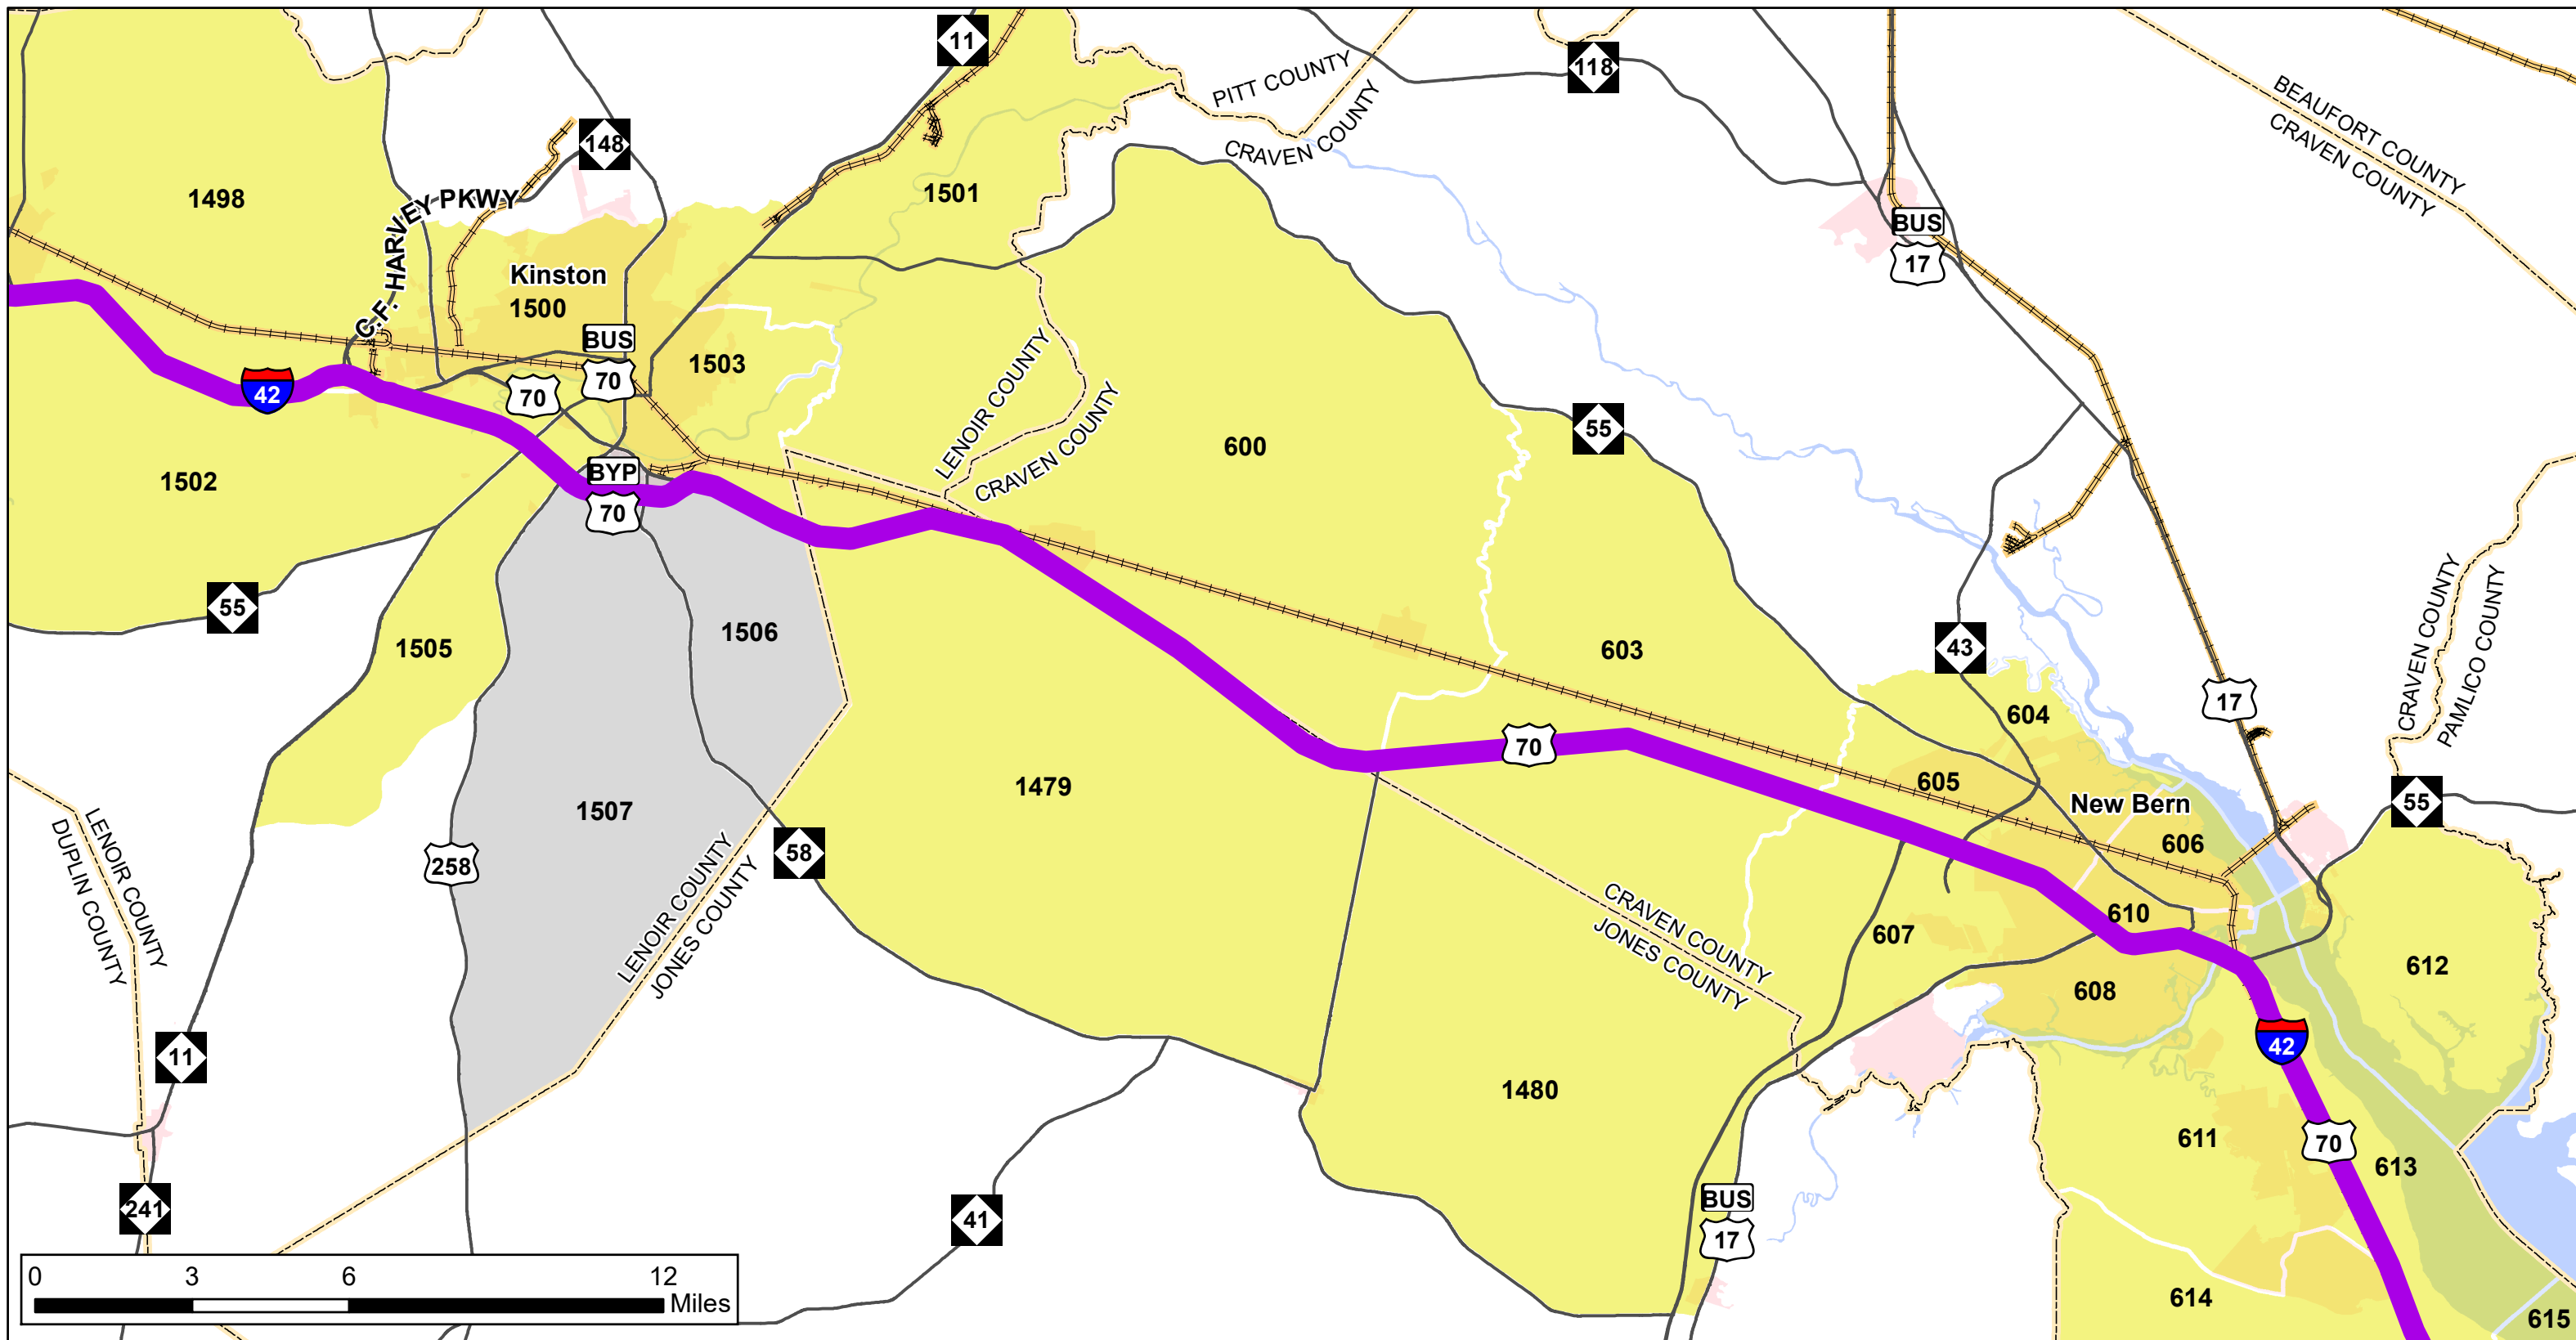 11
118
PITT COUNTY
CRAVEN COUNTY
BEAUFORT COUNTY
CRAVEN COUNTY
148
1498
C.F. HARVEY PKWY
1501
BUS
17
Kinston
1500
BUS
70
1503
70
42
LENOIR COUNTY
CRAVEN COUNTY
600
55
1502
BYP
70
55
1505
1506
603
43
604
CRAVEN COUNTY
PAMLICO COUNTY
17
70
605
New Bern
606
55
1479
1507
258
58
LENOIR COUNTY
DUPLIN COUNTY
LENOIR COUNTY
JONES COUNTY
CRAVEN COUNTY
JONES COUNTY
607
610
608
612
42
11
1480
611
70
613
241
41
BUS
17
614
615
0 3 6 12
Miles